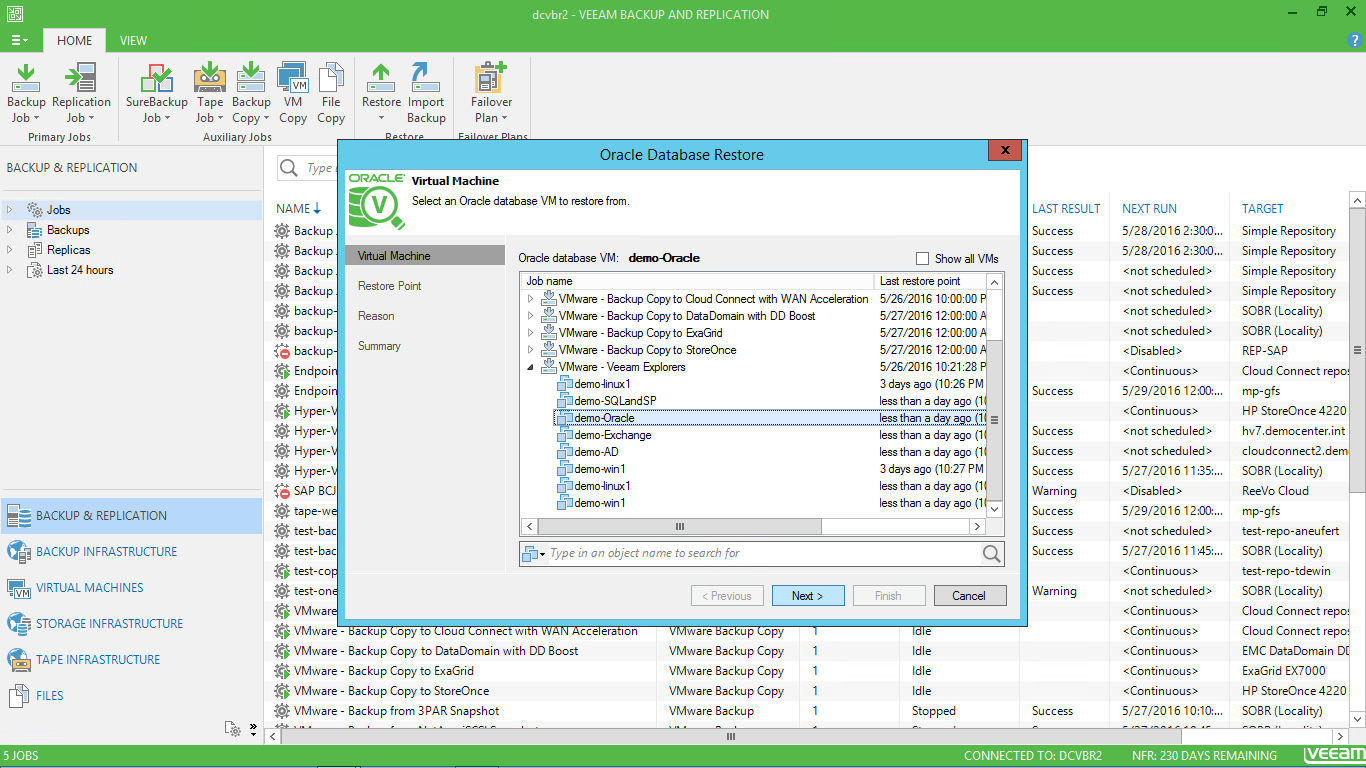 dcvbr2 - VEEAM BACKUP AND REPLICATION
HOME VIEW
Backup Job
Replication Job
SureBackup Job
Tape Job
Backup Copy
VM Copy
File Copy
Restore
Import Backup
Failover Plan
Primary Jobs
Auxiliary Jobs
Restore
Failover Plans
BACKUP & REPLICATION
Jobs
Backups
Replicas
Last 24 hours
BACKUP & REPLICATION
BACKUP INFRASTRUCTURE
VIRTUAL MACHINES
STORAGE INFRASTRUCTURE
TAPE INFRASTRUCTURE
FILES
Type
NAME LAST RESULT NEXT RUN TARGET
Backup Success 5/28/2016 2:30:0... Simple Repository
Backup Success 5/28/2016 2:30:0... Simple Repository
Backup Success <not scheduled> Simple Repository
Backup Success <not scheduled> Simple Repository
backup- <not scheduled> SOBR (Locality)
backup- <not scheduled> SOBR (Locality)
backup- <Disabled> REP-SAP
Endpoin <Continuous> Cloud Connect repos
Endpoin Success 5/29/2016 12:00:... mp-gfs
Hyper-V <Continuous> HP StoreOnce 4220
Hyper-V Success <not scheduled> hv7.democenter.int
Hyper-V Success <not scheduled> cloudconnect2.dem
Hyper-V Success 5/27/2016 11:35:... SOBR (Locality)
SAP BCJ Warning <Disabled> ReeVo Cloud
tape-we Success 5/29/2016 12:00:... mp-gfs
test-bac Success <not scheduled> test-repo-aneufert
test-bac Success 5/27/2016 11:45:... SOBR (Locality)
test-cop <Continuous> test-repo-tdewin
test-one Warning <not scheduled> SOBR (Locality)
VMware <Continuous> Cloud Connect repos
VMware - Backup Copy to Cloud Connect with WAN Acceleration VMware Backup Copy 1 Idle <Continuous> Cloud Connect repos
VMware - Backup Copy to DataDomain with DD Boost VMware Backup Copy 1 Idle <Continuous> EMC DataDomain DD
VMware - Backup Copy to ExaGrid VMware Backup Copy 1 Idle <Continuous> ExaGrid EX7000
VMware - Backup Copy to StoreOnce VMware Backup Copy 1 Idle <Continuous> HP StoreOnce 4220
VMware - Backup from 3PAR Snapshot VMware Backup 1 Stopped Success 5/27/2016 10:10:... SOBR (Locality)
Oracle Database Restore
ORACLE
Virtual Machine
Select an Oracle database VM to restore from.
Virtual Machine
Restore Point
Reason
Summary
Oracle database VM: demo-Oracle Show all VMs
Job name Last restore point
VMware - Backup Copy to Cloud Connect with WAN Acceleration 5/26/2016 10:00:00 P
VMware - Backup Copy to DataDomain with DD Boost 5/27/2016 12:00:00 A
VMware - Backup Copy to ExaGrid 5/27/2016 12:00:00 A
VMware - Backup Copy to StoreOnce 5/27/2016 12:00:00 A
VMware - Veeam Explorers 5/26/2016 10:21:28 P
demo-linux1 3 days ago (10:26 PM
demo-SQLandSP less than a day ago (10
demo-Oracle less than a day ago (10
demo-Exchange less than a day ago (10
demo-AD less than a day ago (10
demo-win1 3 days ago (10:27 PM
demo-linux1 less than a day ago (10
demo-win1 less than a day ago (10
Type in an object name to search for
< Previous Next > Finish Cancel
5 JOBS CONNECTED TO: DCVBR2 NFR: 230 DAYS REMAINING veeam